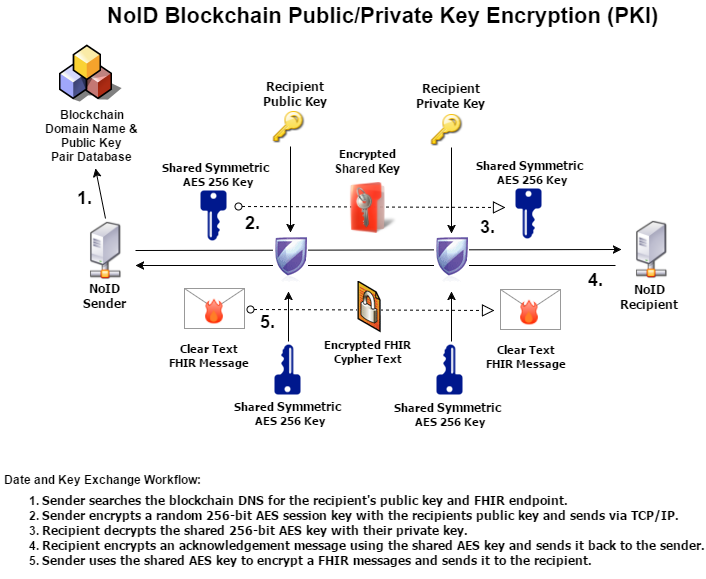 NoID Blockchain Public/Private Key Encryption (PKI)
Blockchain
Domain Name &
Public Key
Pair Database
Recipient
Public Key
Recipient
Private Key
Shared Symmetric
AES 256 Key
Encrypted
Shared Key
Shared Symmetric
AES 256 Key
1.
2.
3.
NoID
Sender
4.
NoID
Recipient
5.
Clear Text
FHIR Message
Encrypted FHIR
Cypher Text
Clear Text
FHIR Message
Shared Symmetric
AES 256 Key
Shared Symmetric
AES 256 Key
Date and Key Exchange Workflow:
1. Sender searches the blockchain DNS for the recipient's public key and FHIR endpoint.
2. Sender encrypts a random 256-bit AES session key with the recipients public key and sends via TCP/IP.
3. Recipient decrypts the shared 256-bit AES key with their private key.
4. Recipient encrypts an acknowledgement message using the shared AES key and sends it back to the sender.
5. Sender uses the shared AES key to encrypt a FHIR messages and sends it to the recipient.